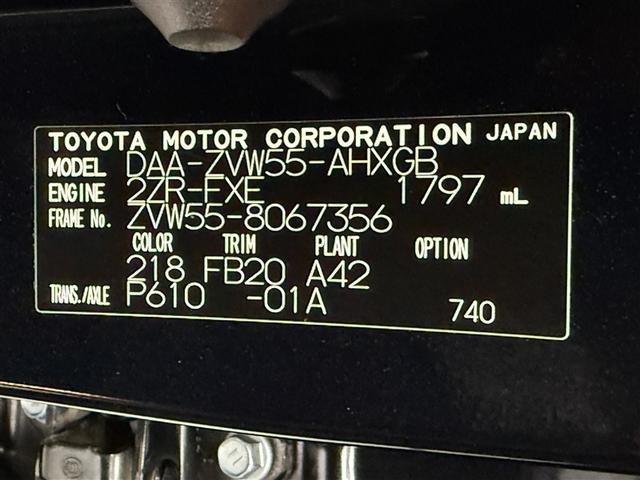 TOYOTA MOTOR CORPORATION JAPAN
MODEL DAA-ZVW55-AHXGB
ENGINE 2ZR-FXE 1797 mL
FRAME No. ZVW55-8067356
COLOR TRIM PLANT OPTION
218 FB20 A42
TRANS./AXLE P610 -01A 740